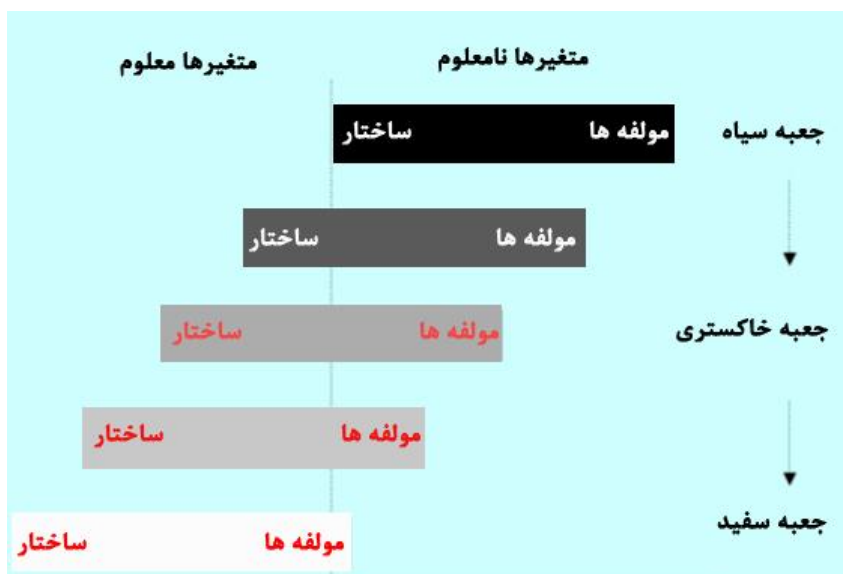 متغیرها نامعلوم
متغیرها معلوم
جعبه سیاه
مولفه ها
ساختار
مولفه ها
ساختار
جعبه خاکستری
مولفه ها
ساختار
مولفه ها
ساختار
جعبه سفید
مولفه ها
ساختار